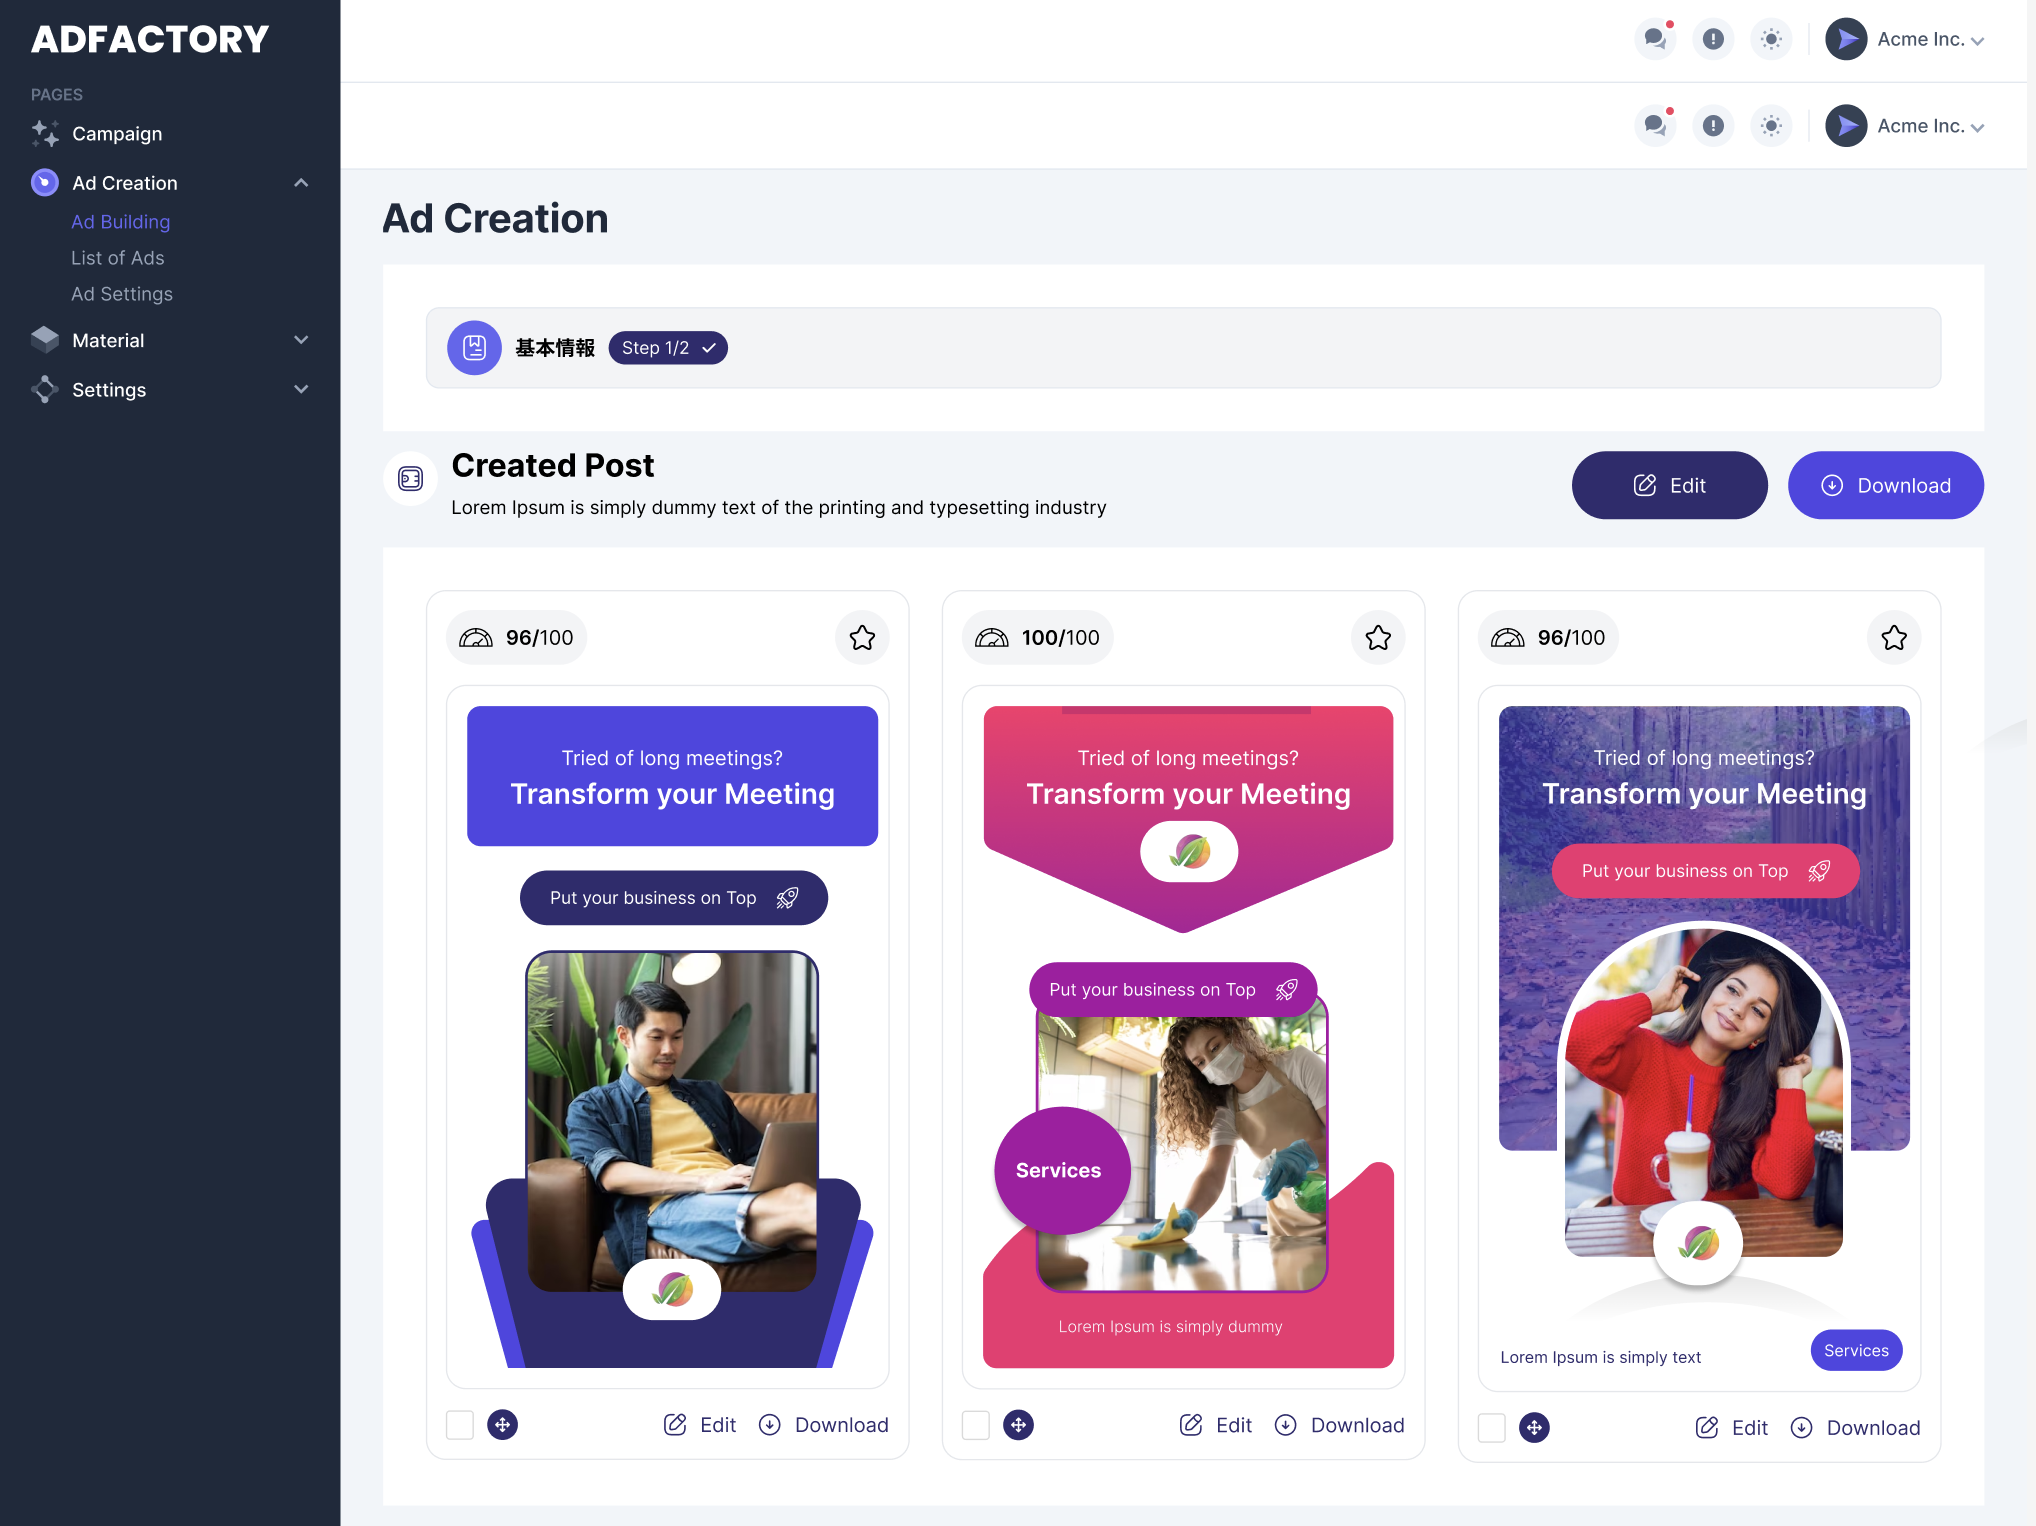 ADFACTORY
PAGES
Campaign
Ad Creation
Ad Building
List of Ads
Ad Settings
Material
Settings
Acme Inc.
Acme Inc.
Ad Creation
基本情報 Step 1/2
Created Post
Lorem Ipsum is simply dummy text of the printing and typesetting industry
Edit
Download
96/100
Tried of long meetings?
Transform your Meeting
Put your business on Top
Edit Download
100/100
Tried of long meetings?
Transform your Meeting
Put your business on Top
Services
Lorem Ipsum is simply dummy
Edit Download
96/100
Tried of long meetings?
Transform your Meeting
Put your business on Top
Lorem Ipsum is simply text
Services
Edit Download